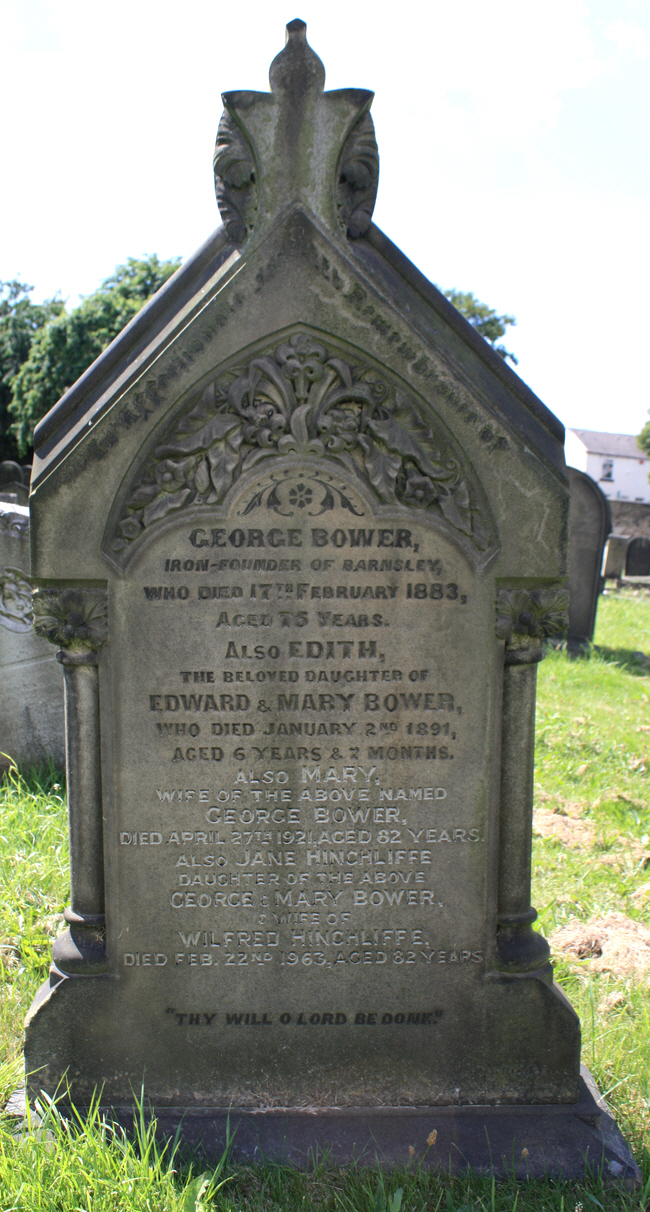 In Affectionate Remembrance of
GEORGE BOWER,
IRON-FOUNDER OF BARNSLEY,
WHO DIED 17TH FEBRUARY 1883,
AGED 75 YEARS.
ALSO EDITH,
THE BELOVED DAUGHTER OF
EDWARD & MARY BOWER,
WHO DIED JANUARY 2ND 1891,
AGED 6 YEARS & 7 MONTHS.
ALSO MARY,
WIFE OF THE ABOVE NAMED
GEORGE BOWER,
DIED APRIL 27TH 1921, AGED 82 YEARS.
ALSO JANE HINCHLIFFE
DAUGHTER OF THE ABOVE
GEORGE & MARY BOWER,
& WIFE OF
WILFRED HINCHLIFFE,
DIED FEB. 22ND 1963, AGED 82 YEARS
"THY WILL O LORD BE DONE."